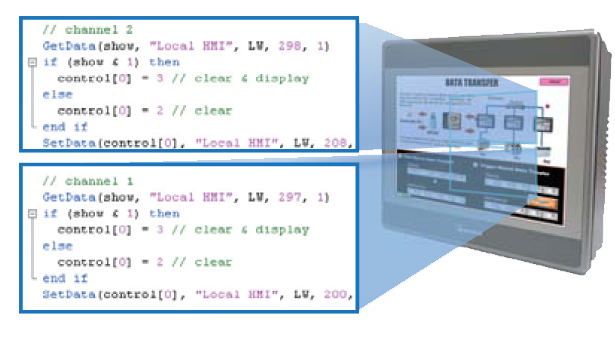 // channel 2
GetData(show, "Local HMI", LW, 298, 1)
if (show & 1) then
control[0] = 3 // clear & display
else
control[0] = 2 // clear
end if
SetData(control[0], "Local HMI", LW, 208,
// channel 1
GetData(show, "Local HMI", LW, 297, 1)
if (show & 1) then
control[0] = 3 // clear & display
else
control[0] = 2 // clear
end if
SetData(control[0], "Local HMI", LW, 200,
DATA TRANSFER